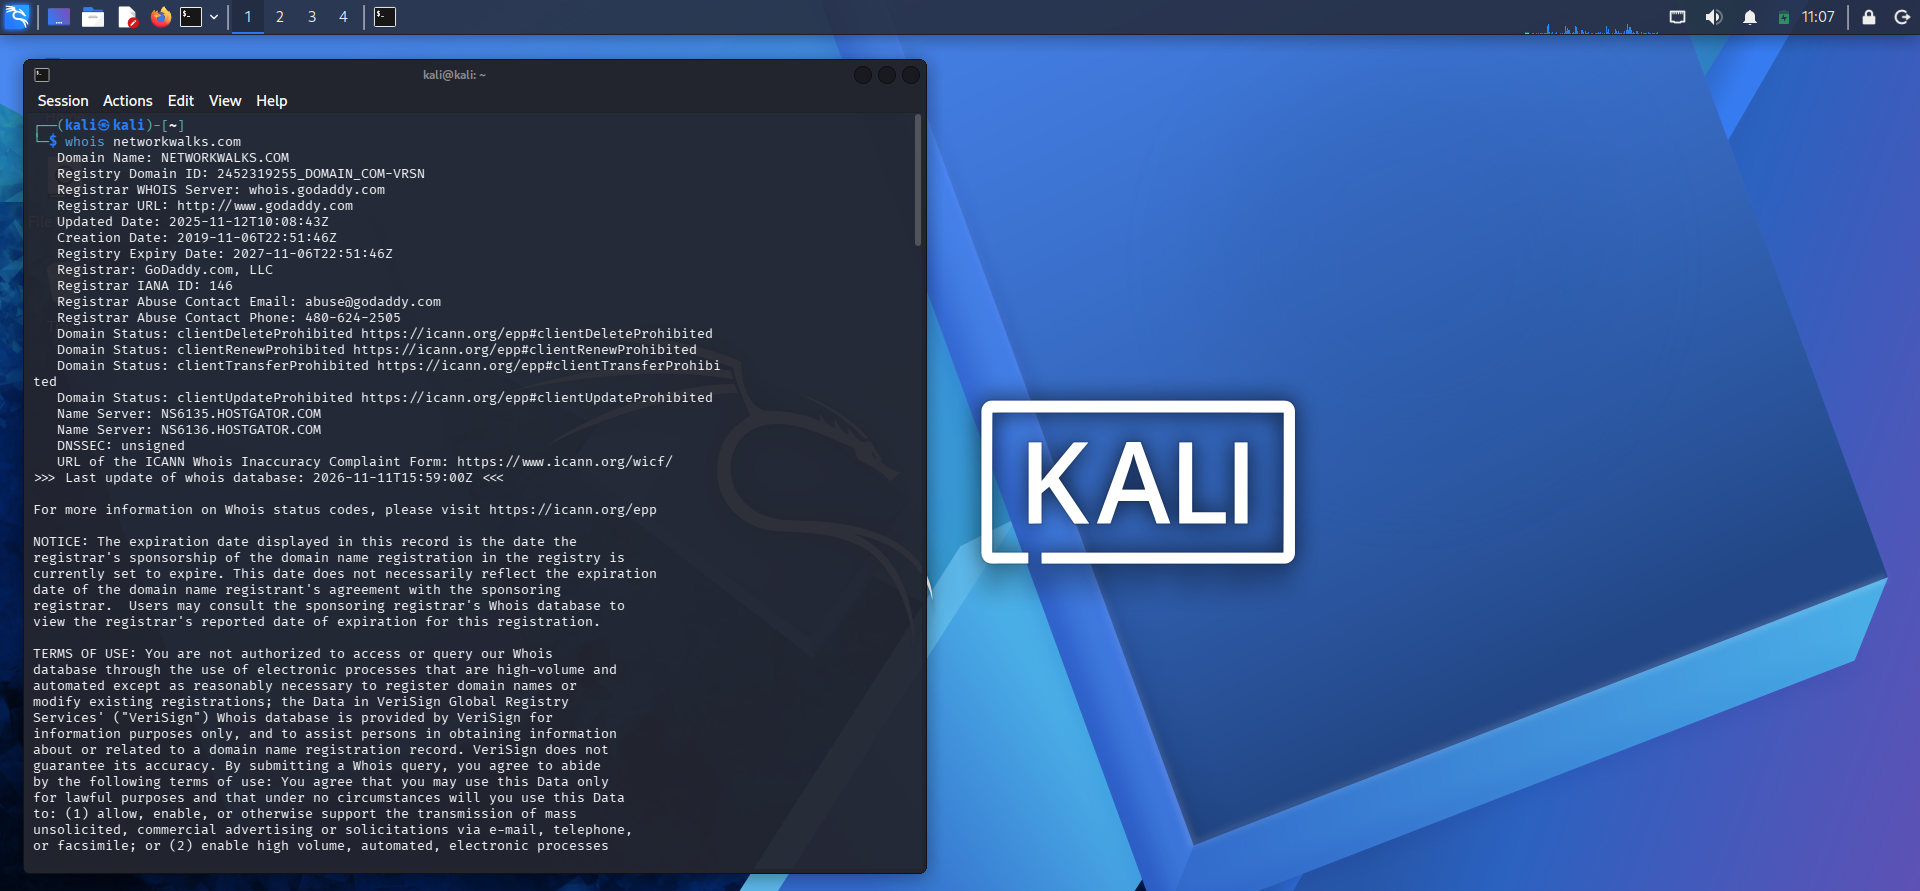 1 2 3 4
11:07
kali@kali: ~
Session Actions Edit View Help
┌──(kali㉿kali)-[~]
└─$ whois networkwalks.com
Domain Name: NETWORKWALKS.COM
Registry Domain ID: 2452319255_DOMAIN_COM-VRSN
Registrar WHOIS Server: whois.godaddy.com
Registrar URL: http://www.godaddy.com
Updated Date: 2025-11-12T10:08:43Z
Creation Date: 2019-11-06T22:51:46Z
Registry Expiry Date: 2027-11-06T22:51:46Z
Registrar: GoDaddy.com, LLC
Registrar IANA ID: 146
Registrar Abuse Contact Email: abuse@godaddy.com
Registrar Abuse Contact Phone: 480-624-2505
Domain Status: clientDeleteProhibited https://icann.org/epp#clientDeleteProhibited
Domain Status: clientRenewProhibited https://icann.org/epp#clientRenewProhibited
Domain Status: clientTransferProhibited https://icann.org/epp#clientTransferProhibi
ted
Domain Status: clientUpdateProhibited https://icann.org/epp#clientUpdateProhibited
Name Server: NS6135.HOSTGATOR.COM
Name Server: NS6136.HOSTGATOR.COM
DNSSEC: unsigned
URL of the ICANN Whois Inaccuracy Complaint Form: https://www.icann.org/wicf/
>>> Last update of whois database: 2026-11-11T15:59:00Z <<<
For more information on Whois status codes, please visit https://icann.org/epp
NOTICE: The expiration date displayed in this record is the date the
registrar's sponsorship of the domain name registration in the registry is
currently set to expire. This date does not necessarily reflect the expiration
date of the domain name registrant's agreement with the sponsoring
registrar.  Users may consult the sponsoring registrar's Whois database to
view the registrar's reported date of expiration for this registration.
TERMS OF USE: You are not authorized to access or query our Whois
database through the use of electronic processes that are high-volume and
automated except as reasonably necessary to register domain names or
modify existing registrations; the Data in VeriSign Global Registry
Services' ("VeriSign") Whois database is provided by VeriSign for
information purposes only, and to assist persons in obtaining information
about or related to a domain name registration record. VeriSign does not
guarantee its accuracy. By submitting a Whois query, you agree to abide
by the following terms of use: You agree that you may use this Data only
for lawful purposes and that under no circumstances will you use this Data
to: (1) allow, enable, or otherwise support the transmission of mass
unsolicited, commercial advertising or solicitations via e-mail, telephone,
or facsimile; or (2) enable high volume, automated, electronic processes
KALI